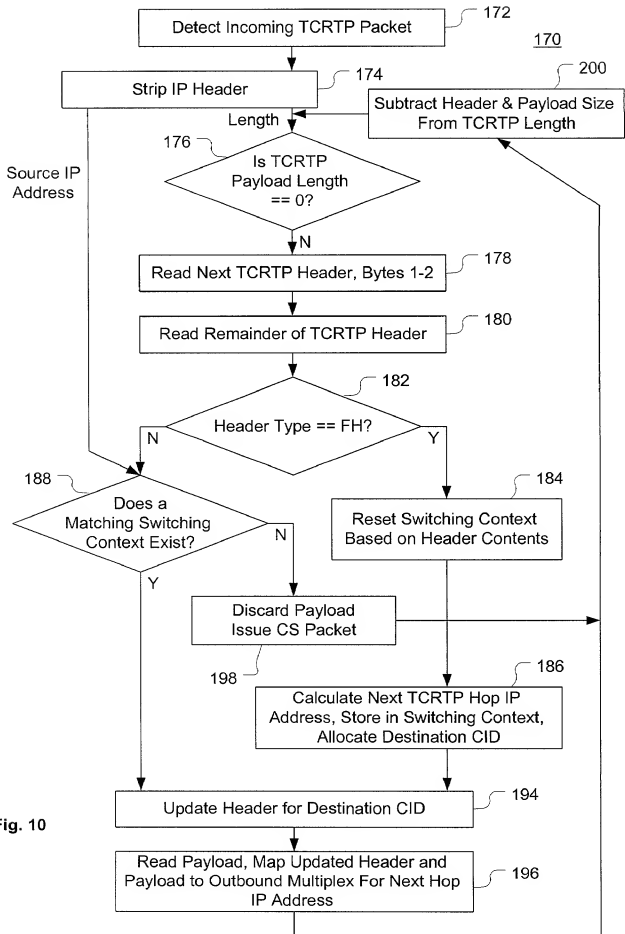 Detect Incoming TCRTP Packet
172
170
Strip IP Header
174
200
Subtract Header & Payload Size
From TCRTP Length
Length
176
Is TCRTP
Payload Length
== 0?
Source IP
Address
N
Read Next TCRTP Header, Bytes 1-2
178
Read Remainder of TCRTP Header
180
182
Header Type == FH?
N
Y
188
Does a
Matching Switching
Context Exist?
N
Y
184
Reset Switching Context
Based on Header Contents
Discard Payload
Issue CS Packet
198
186
Calculate Next TCRTP Hop IP
Address, Store in Switching Context,
Allocate Destination CID
Update Header for Destination CID
194
Fig. 10
Read Payload, Map Updated Header and
Payload to Outbound Multiplex For Next Hop
IP Address
196